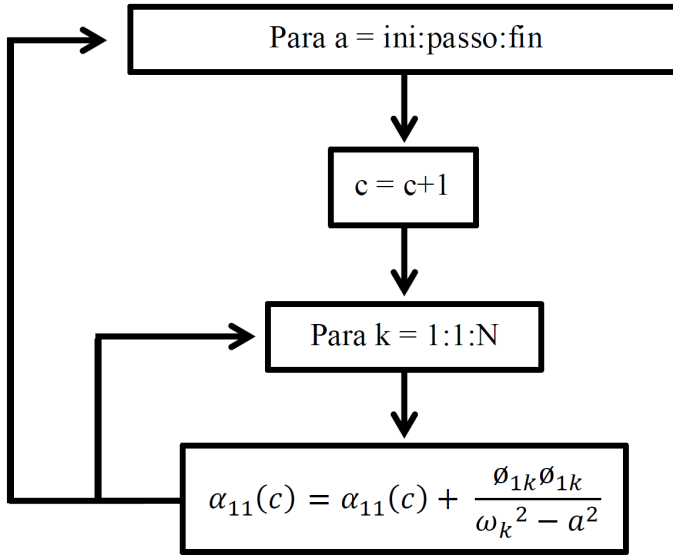 Para a = ini:passo:fin
c = c+1
Para k = 1:1:N
𝛼₁₁(𝑐) = 𝛼₁₁(𝑐) + ø₁ₖø₁ₖ / (𝜔ₖ² − 𝑎²)